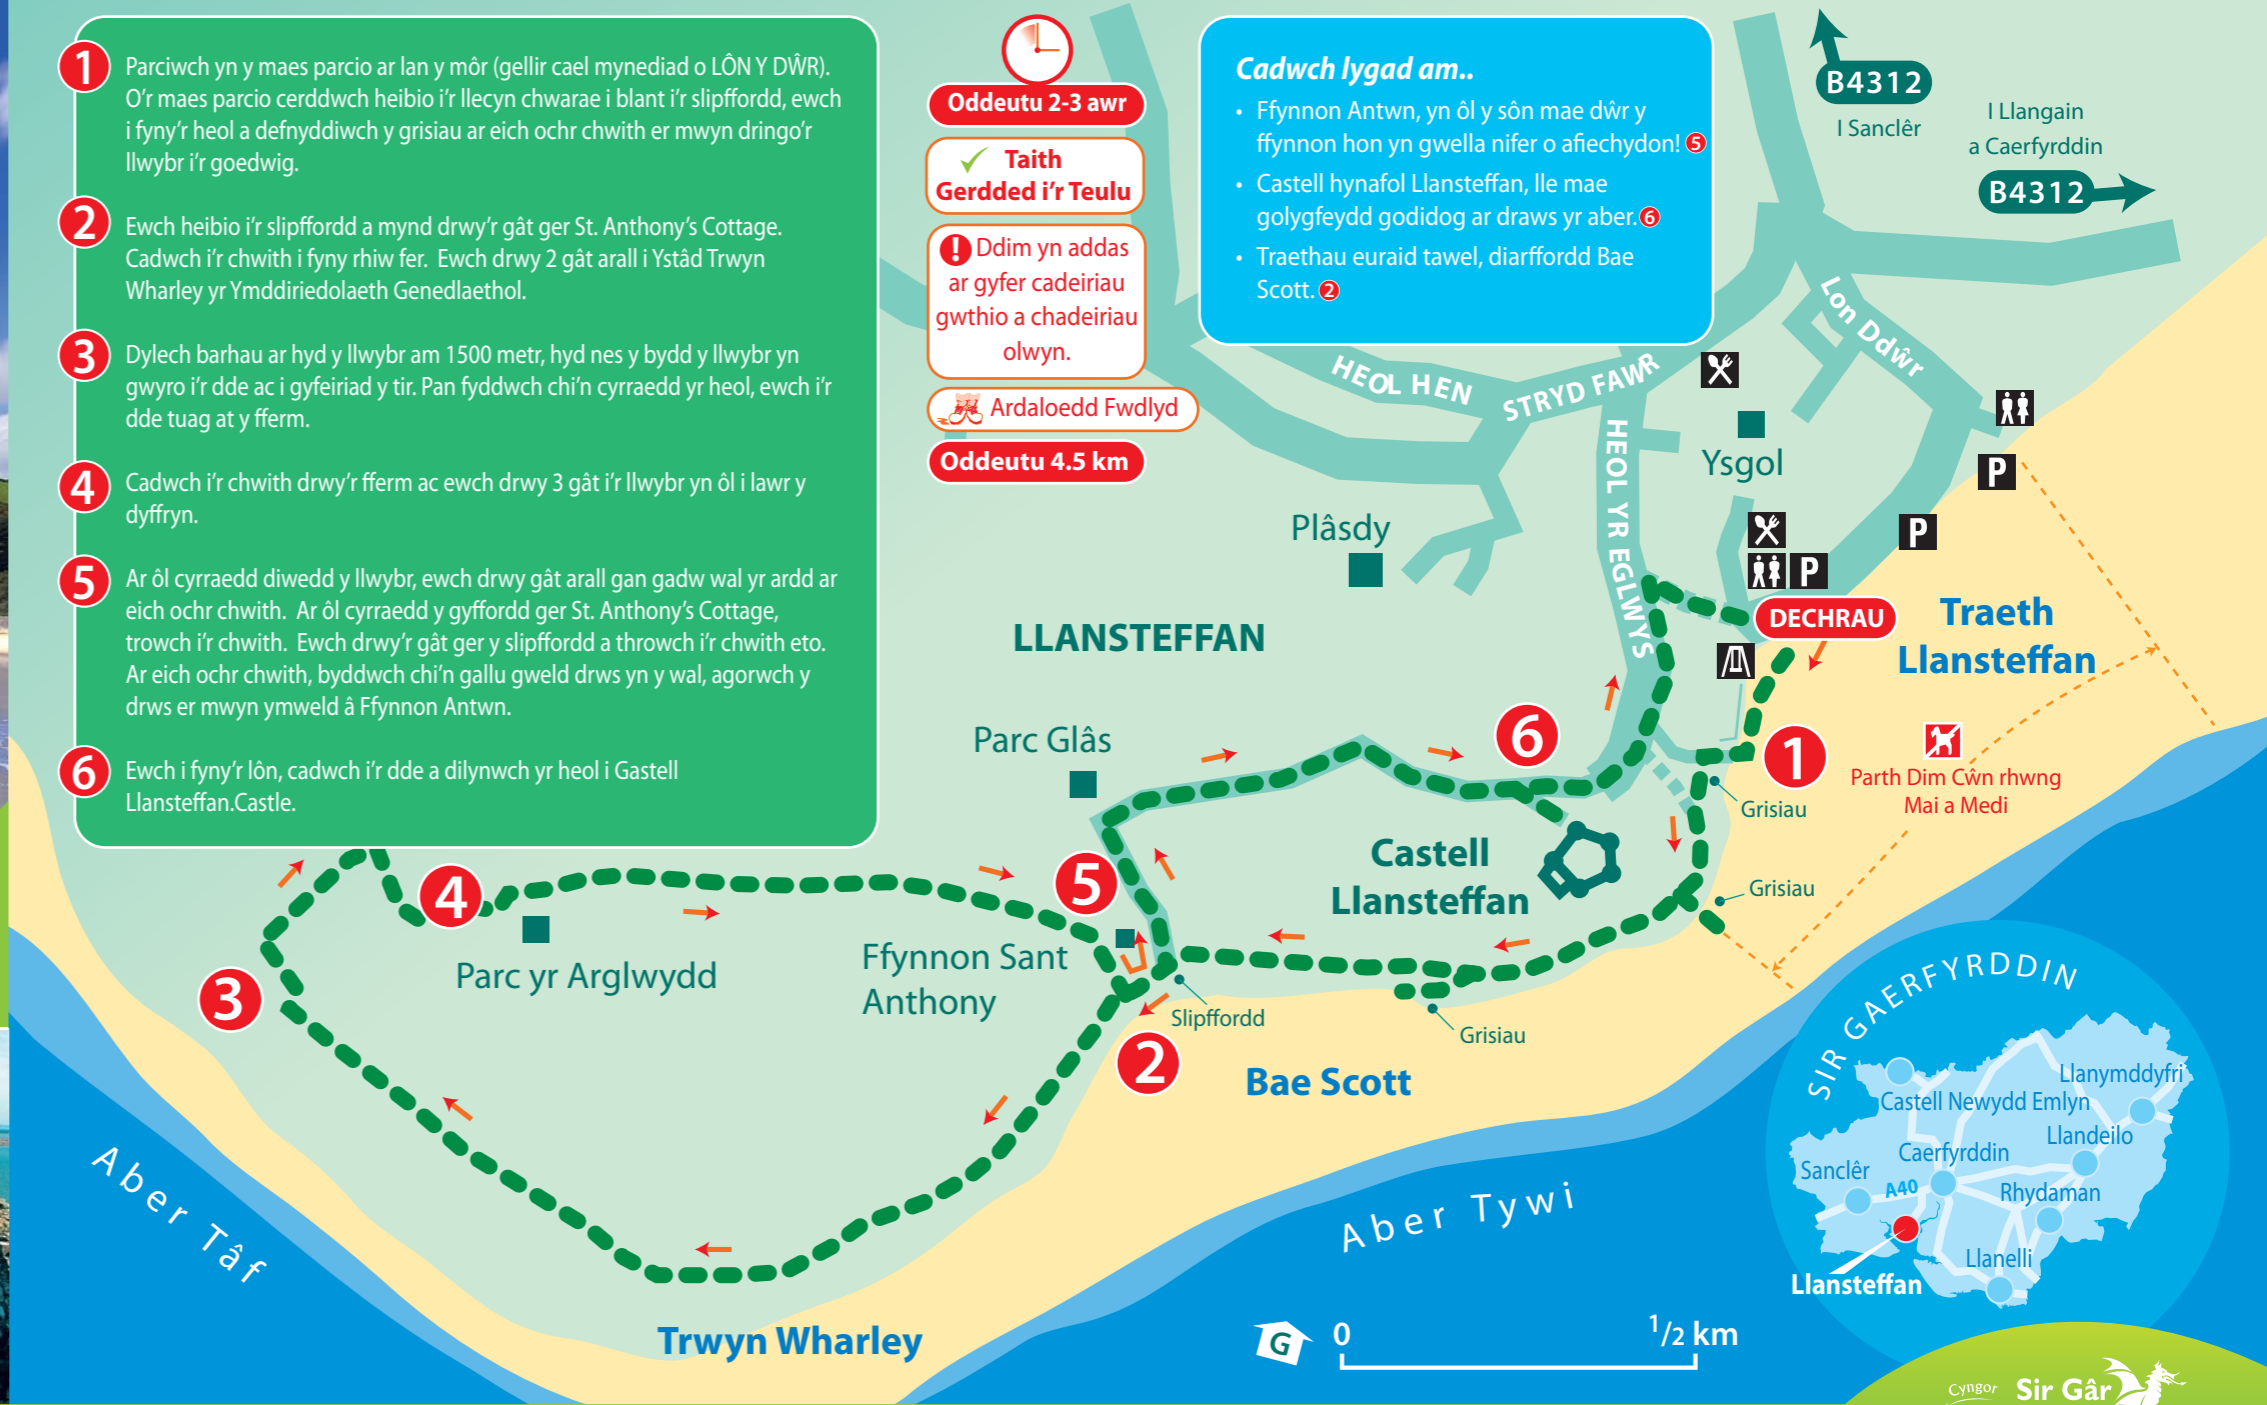 1
Parciwch yn y maes parcio ar lan y môr (gellir cael mynediad o LÔN Y DŴR).
O'r maes parcio cerddwch heibio i'r llecyn chwarae i blant i'r slipffordd, ewch
i fyny'r heol a defnyddiwch y grisiau ar eich ochr chwith er mwyn dringo'r
llwybr i'r goedwig.
2
Ewch heibio i'r slipffordd a mynd drwy'r gât ger St. Anthony's Cottage.
Cadwch i'r chwith i fyny rhiw fer.  Ewch drwy 2 gât arall i Ystâd Trwyn
Wharley yr Ymddiriedolaeth Genedlaethol.
3
Dylech barhau ar hyd y llwybr am 1500 metr, hyd nes y bydd y llwybr yn
gwyro i'r dde ac i gyfeiriad y tir. Pan fyddwch chi'n cyrraedd yr heol, ewch i'r
dde tuag at y fferm.
4
Cadwch i'r chwith drwy'r fferm ac ewch drwy 3 gât i'r llwybr yn ôl i lawr y
dyffryn.
5
Ar ôl cyrraedd diwedd y llwybr, ewch drwy gât arall gan gadw wal yr ardd ar
eich ochr chwith.  Ar ôl cyrraedd y gyffordd ger St. Anthony's Cottage,
trowch i'r chwith.  Ewch drwy'r gât ger y slipffordd a throwch i'r chwith eto.
Ar eich ochr chwith, byddwch chi'n gallu gweld drws yn y wal, agorwch y
drws er mwyn ymweld â Ffynnon Antwn.
6
Ewch i fyny'r lôn, cadwch i'r dde a dilynwch yr heol i Gastell
Llansteffan.Castle.
Oddeutu 2-3 awr
Taith
Gerdded i'r Teulu
! Ddim yn addas
ar gyfer cadeiriau
gwthio a chadeiriau
olwyn.
Ardaloedd Fwdlyd
Oddeutu 4.5 km
Cadwch lygad am..
• Ffynnon Antwn, yn ôl y sôn mae dŵr y
ffynnon hon yn gwella nifer o afiechydon! 5
• Castell hynafol Llansteffan, lle mae
golygfeydd godidog ar draws yr aber. 6
• Traethau euraid tawel, diarffordd Bae
Scott. 2
B4312
I Sanclêr
I Llangain
a Caerfyrddin
B4312
Lon Ddŵr
HEOL HEN
STRYD FAWR
HEOL YR EGLWYS
Ysgol
P
P
P
Plâsdy
DECHRAU
LLANSTEFFAN
Traeth
Llansteffan
Parc Glâs
6
1
Parth Dim Cŵn rhwng
Mai a Medi
Grisiau
Castell
Llansteffan
5
4
Grisiau
Ffynnon Sant
Anthony
Parc yr Arglwydd
3
Slipffordd
Grisiau
2
Bae Scott
Aber Tâf
Aber Tywi
Trwyn Wharley
G
0
1/2 km
SIR GAERFYRDDIN
Llanymddyfri
Castell Newydd Emlyn
Llandeilo
Caerfyrddin
Sanclêr
A40
Rhydaman
Llanelli
Llansteffan
Cyngor
Sir Gâr